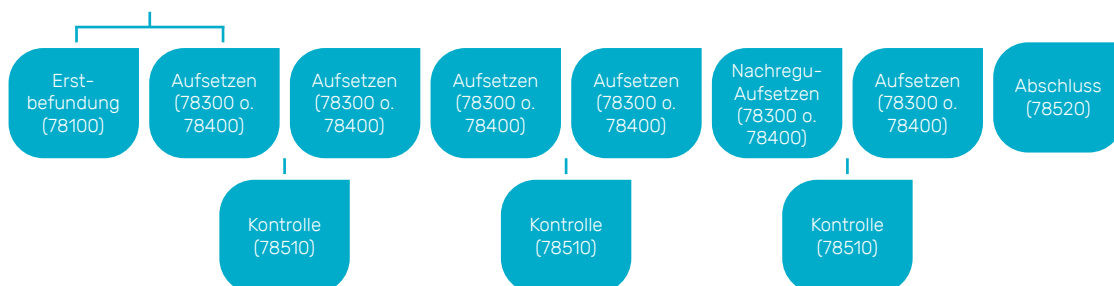 Erst-
befundung
(78100)
Aufsetzen
(78300 o.
78400)
Aufsetzen
(78300 o.
78400)
Aufsetzen
(78300 o.
78400)
Aufsetzen
(78300 o.
78400)
Nachregu-
Aufsetzen
(78300 o.
78400)
Aufsetzen
(78300 o.
78400)
Abschluss
(78520)
Kontrolle
(78510)
Kontrolle
(78510)
Kontrolle
(78510)